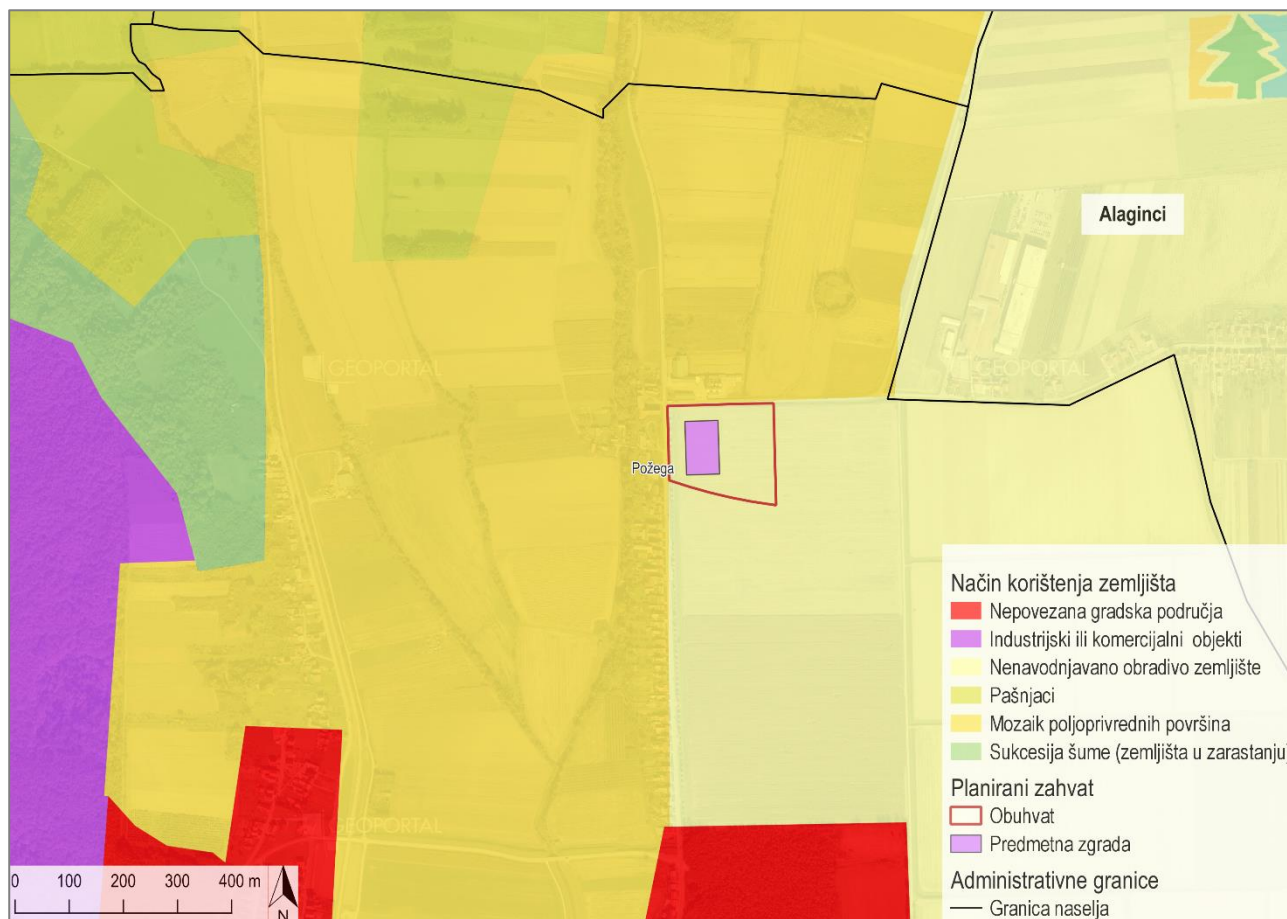 Alaginci
GEOPORTAL
GEOPORTAL
Požega
GEOPORTAL
Način korištenja zemljišta
Nepovezana gradska područja
Industrijski ili komercijalni objekti
Nenavodnjavano obradivo zemljište
Pašnjaci
Mozaik poljoprivrednih površina
Sukcesija šume (zemljišta u zarastanju)
Planirani zahvat
Obuhvat
Predmetna zgrada
Administrativne granice
Granica naselja
0 100 200 300 400 m
N